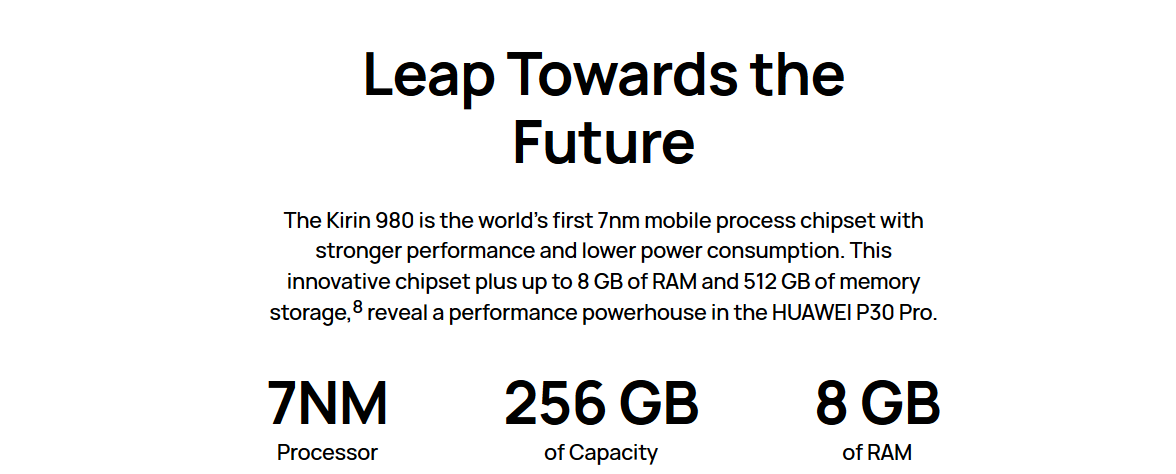 Leap Towards the
Future
The Kirin 980 is the world's first 7nm mobile process chipset with
stronger performance and lower power consumption. This
innovative chipset plus up to 8 GB of RAM and 512 GB of memory
storage,8 reveal a performance powerhouse in the HUAWEI P30 Pro.
7NM 256 GB 8 GB
Processor of Capacity of RAM